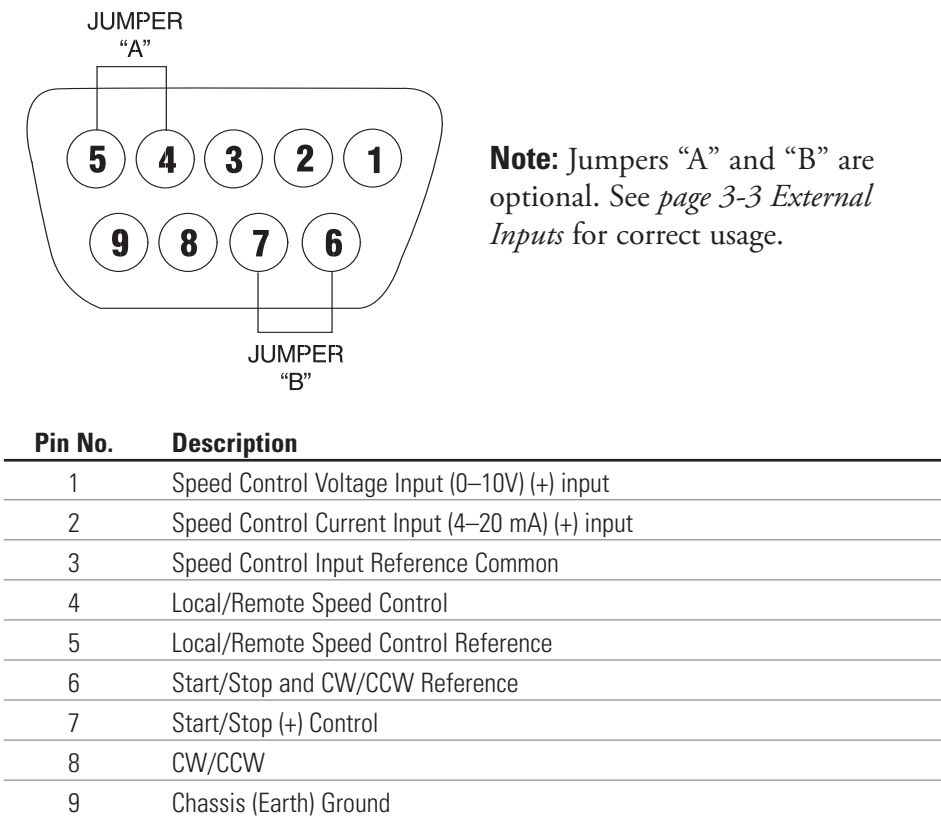 JUMPER
“A”
5 4 3 2 1
9 8 7 6
JUMPER
“B”
Note: Jumpers “A” and “B” are
optional. See page 3-3 External
Inputs for correct usage.
Pin No. Description
1 Speed Control Voltage Input (0–10V) (+) input
2 Speed Control Current Input (4–20 mA) (+) input
3 Speed Control Input Reference Common
4 Local/Remote Speed Control
5 Local/Remote Speed Control Reference
6 Start/Stop and CW/CCW Reference
7 Start/Stop (+) Control
8 CW/CCW
9 Chassis (Earth) Ground